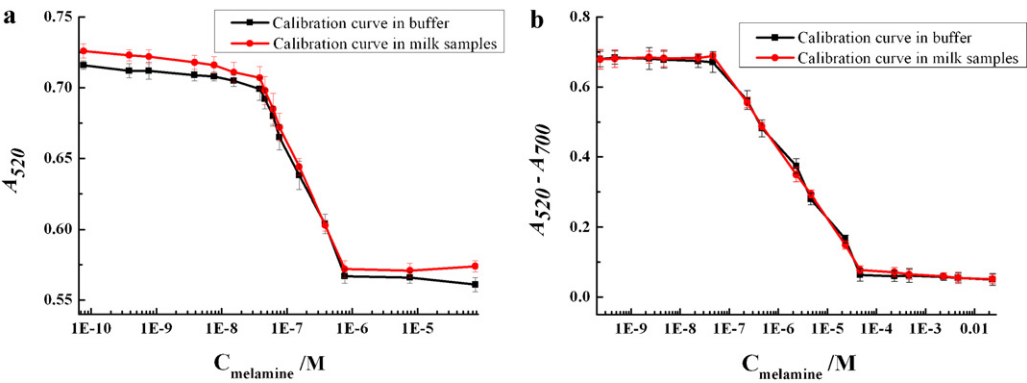 a
Calibration curve in buffer
Calibration curve in milk samples
0.75
0.70
0.65
0.60
0.55
A520
1E-10 1E-9 1E-8 1E-7 1E-6 1E-5
Cmelamine /M
b
Calibration curve in buffer
Calibration curve in milk samples
0.8
0.6
0.4
0.2
0.0
A520 - A700
1E-9 1E-8 1E-7 1E-6 1E-5 1E-4 1E-3 0.01
Cmelamine /M